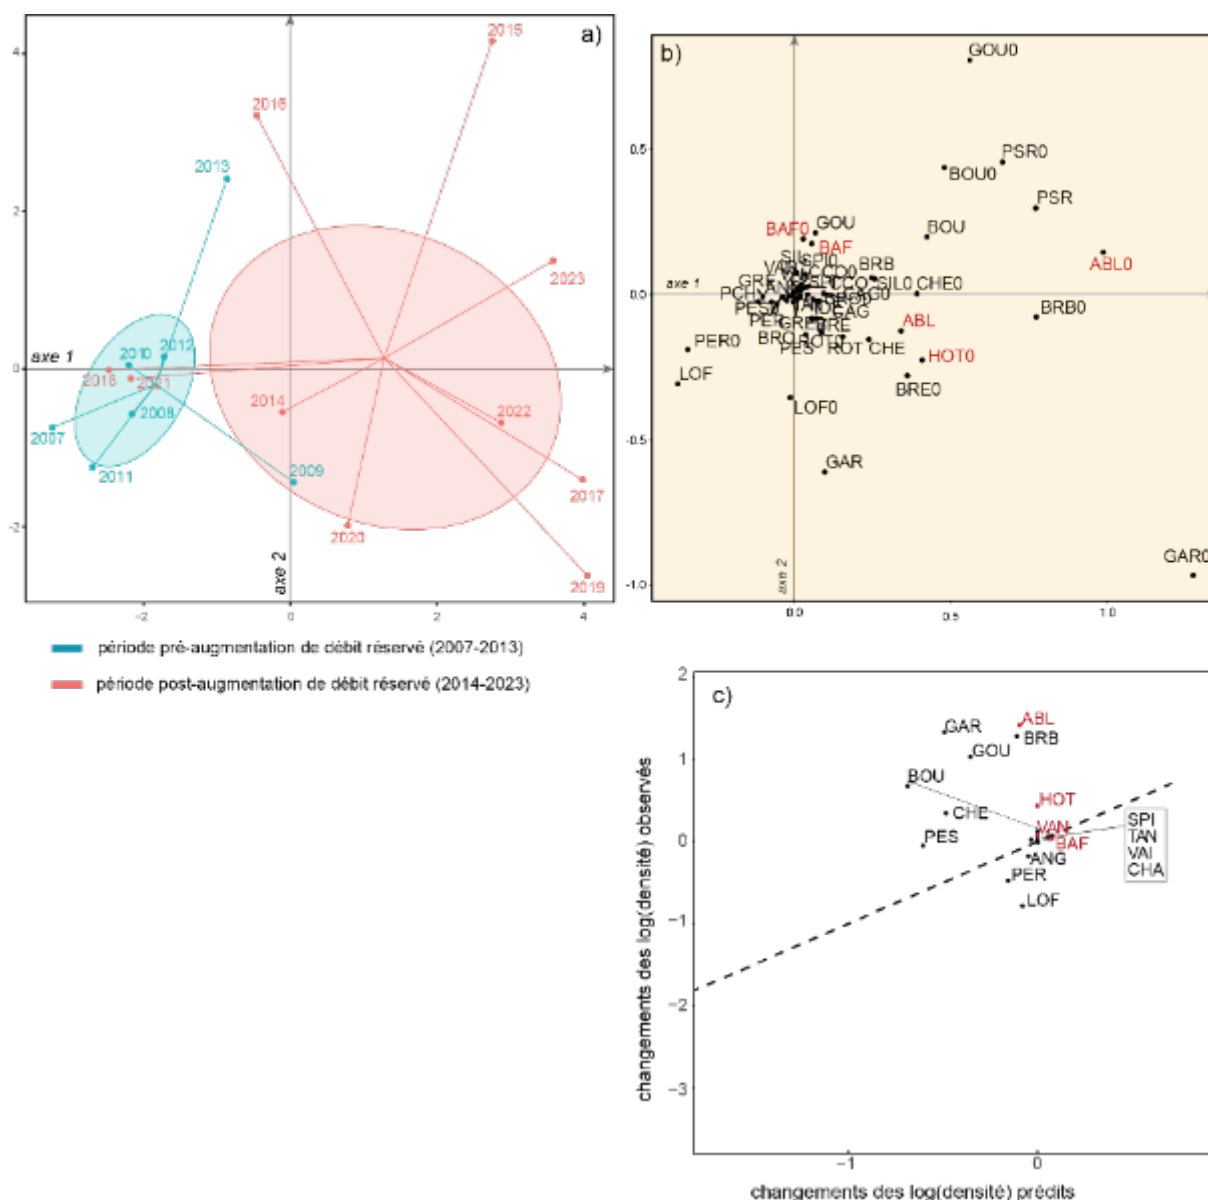 a)
4
2
0
-2
-2
0
2
4
axe 1
axe 2
2015
2016
2013
2023
2010
2012
2018
2021
2014
2008
2007
2022
2011
2009
2017
2020
2019
période pré-augmentation de débit réservé (2007-2013)
période post-augmentation de débit réservé (2014-2023)
b)
0.5
0.0
-0.5
-1.0
0.0
0.5
1.0
axe 1
axe 2
GOU0
PSR0
BOU0
PSR
BAF0
GOU
BOU
BAF
ABL0
BRB
SIL0
CHE0
BRB0
ABL
PER0
BRO
PES
ROT
CHE
HOT0
LOF
BRE0
LOF0
GAR
GAR0
c)
2
1
0
−1
−2
−3
−1
0
GAR
ABL
BRB
GOU
BOU
HOT
CHE
VAN
SPI
TAN
VAI
CHA
PES
BAF
ANG
PER
LOF
changements des log(densité) observés
changements des log(densité) prédits